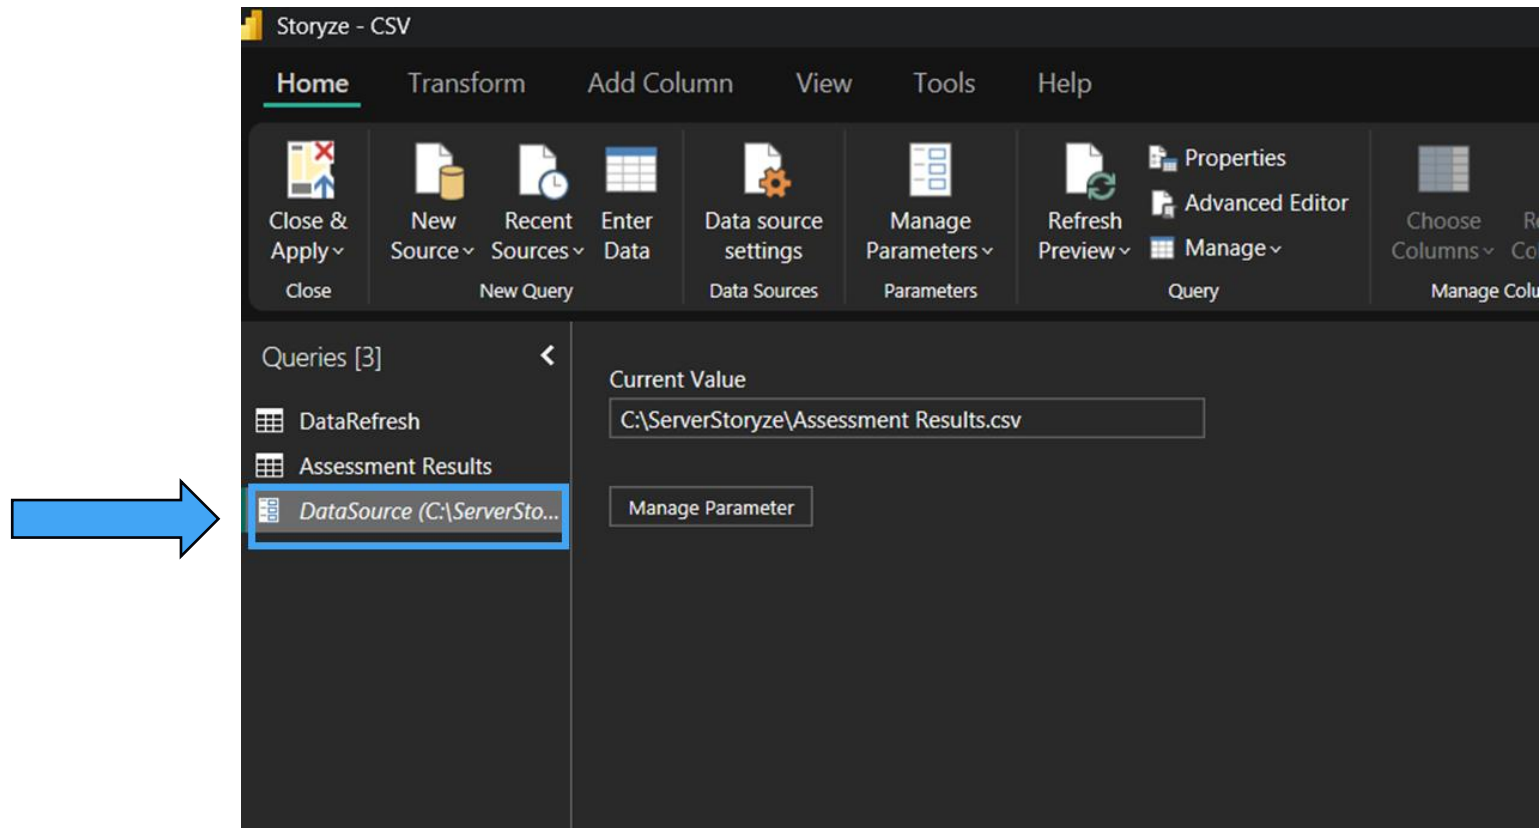 Storyze - CSV
Home Transform Add Column View Tools Help
Close & Apply
New Source
Recent Sources
Enter Data
Data source settings
Manage Parameters
Refresh Preview
Properties
Advanced Editor
Manage
Choose Columns
Close
New Query
Data Sources
Parameters
Query
Manage Colu
Queries [3]
DataRefresh
Assessment Results
DataSource (C:\ServerSto...
Current Value
C:\ServerStoryze\Assessment Results.csv
Manage Parameter